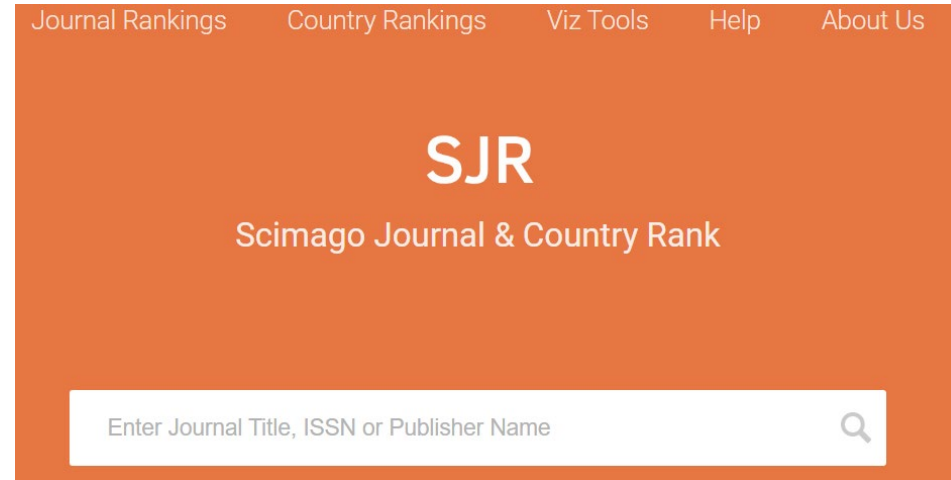 Journal Rankings Country Rankings Viz Tools Help About Us
SJR
Scimago Journal & Country Rank
Enter Journal Title, ISSN or Publisher Name